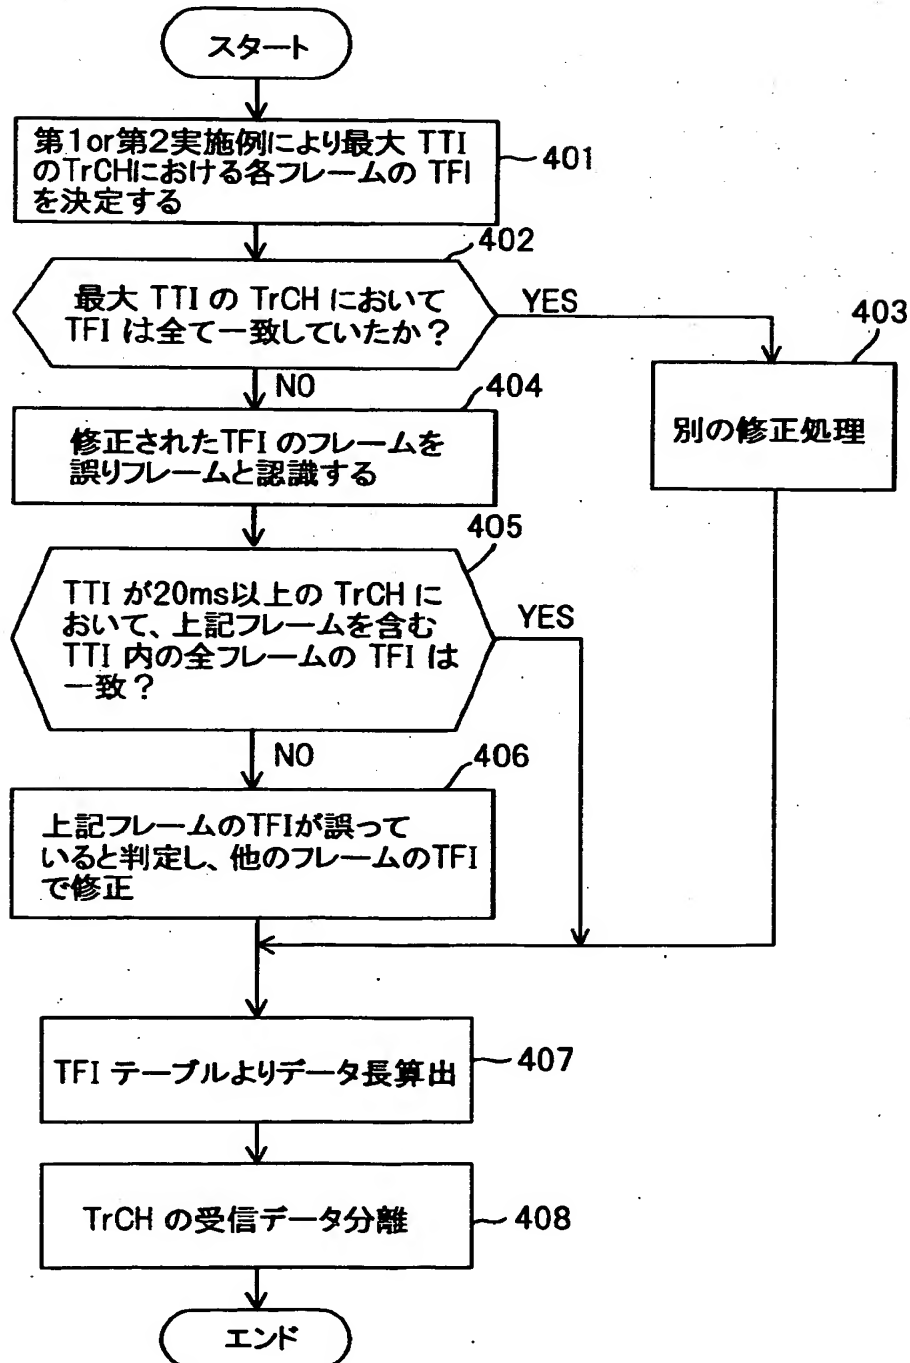 スタート
第1or第2実施例により最大 TTI
のTrCHにおける各フレームの TFI
を決定する
401
402
最大 TTI の TrCH において
TFI は全て一致していたか？
YES
403
別の修正処理
NO
404
修正されたTFI のフレームを
誤りフレームと認識する
405
TTI が20ms以上の TrCH に
おいて、上記フレームを含む
TTI 内の全フレームの TFI は
一致？
YES
NO
406
上記フレームのTFIが誤って
いると判定し、他のフレームのTFI
で修正
TFI テーブルよりデータ長算出
407
TrCH の受信データ分離
408
エンド